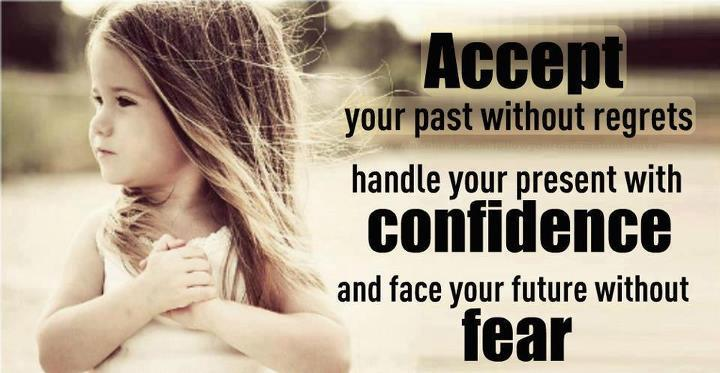 Accept
your past without regrets
handle your present with
confidence
and face your future without
fear